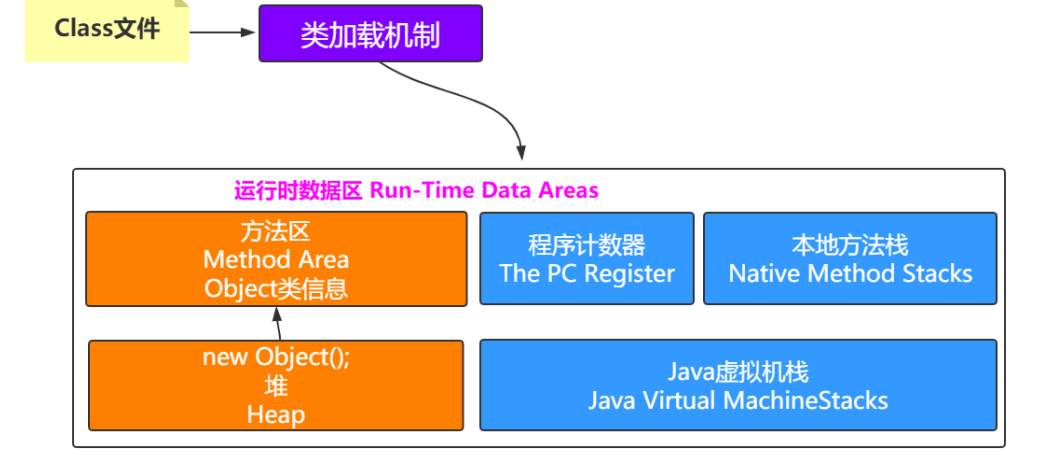 Class文件
类加载机制
运行时数据区 Run-Time Data Areas
方法区
Method Area
Object类信息
程序计数器
The PC Register
本地方法栈
Native Method Stacks
new Object();
堆
Heap
Java虚拟机栈
Java Virtual MachineStacks